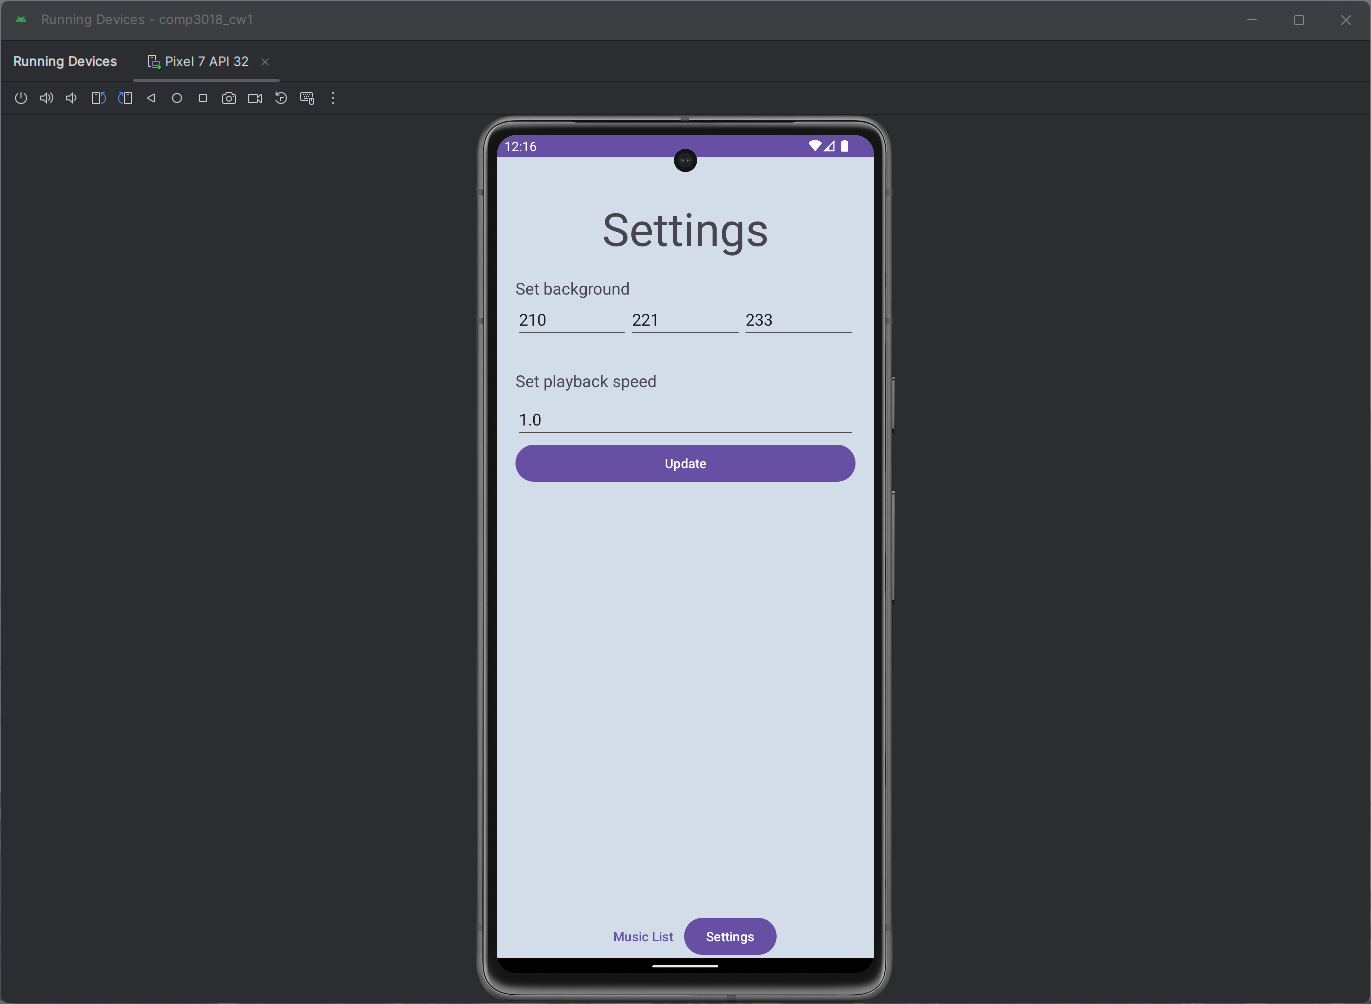 Running Devices - comp3018_cw1
Running Devices Pixel 7 API 32
12:16
Settings
Set background
210 221 233
Set playback speed
1.0
Update
Music List Settings